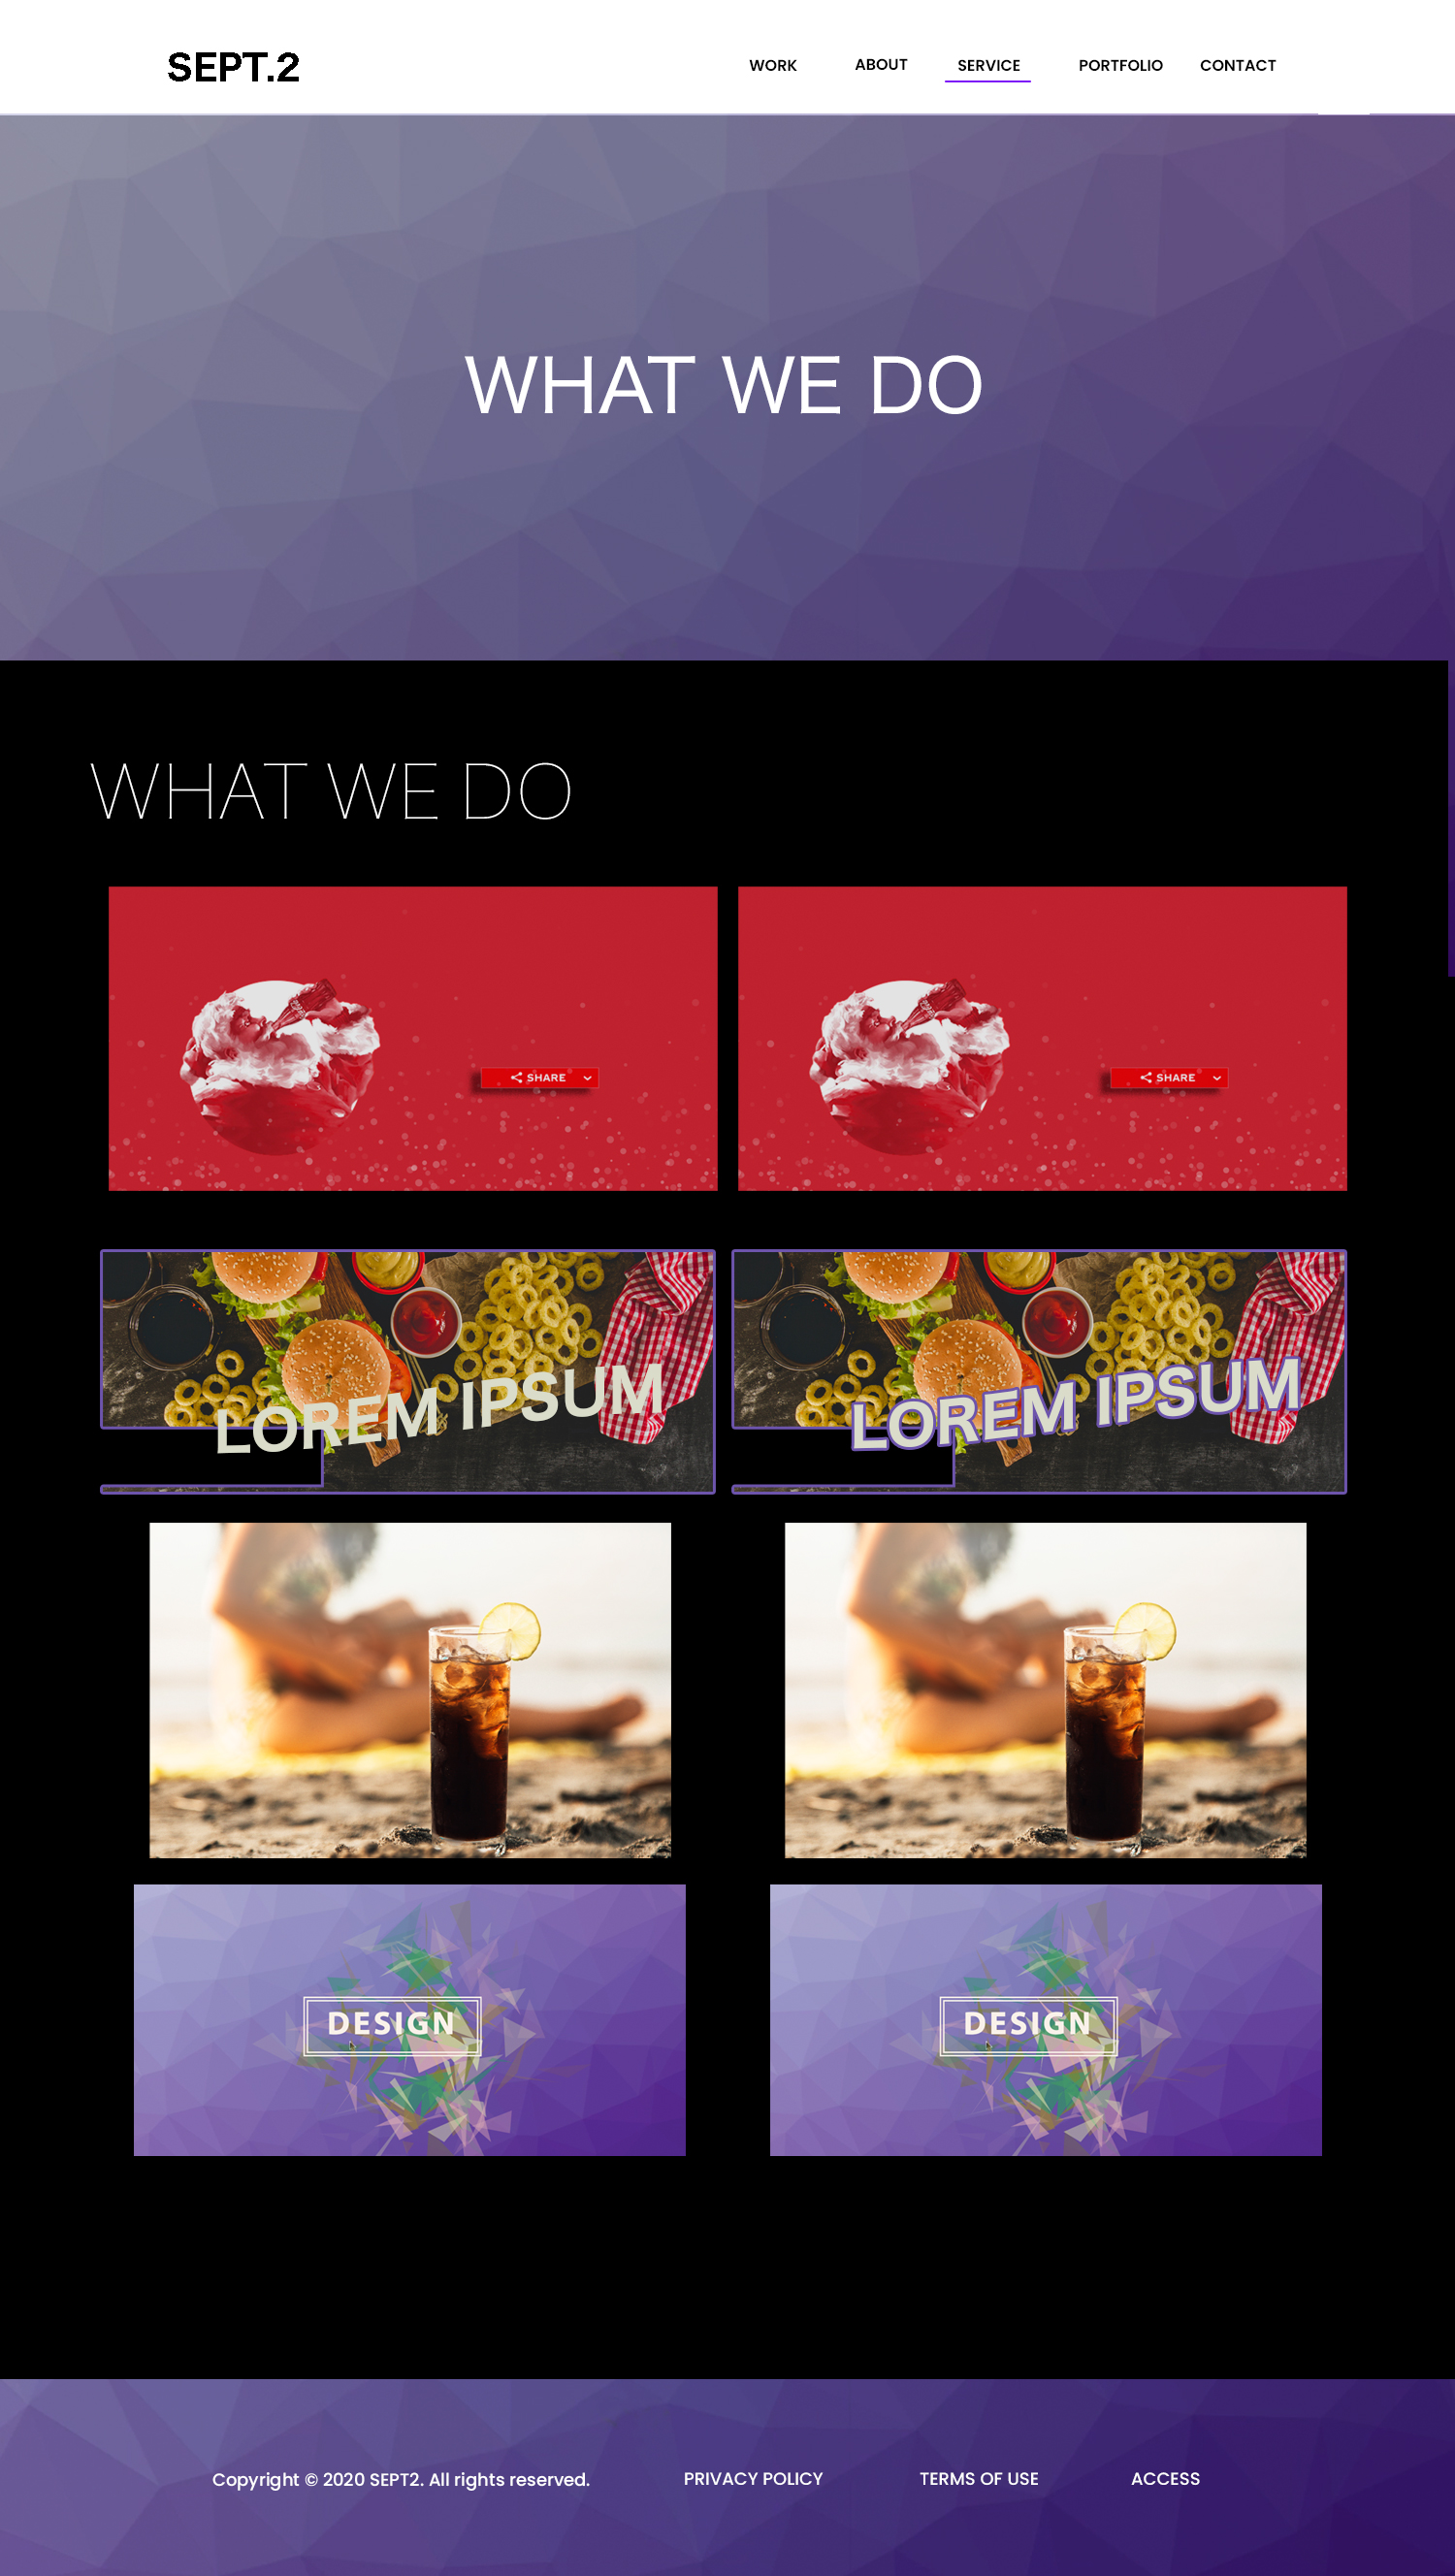 SEPT.2
WORK ABOUT SERVICE PORTFOLIO CONTACT
WHAT WE DO
WHAT WE DO
SHARE
SHARE
LOREM IPSUM
LOREM IPSUM
DESIGN
DESIGN
Copyright © 2020 SEPT2. All rights reserved. PRIVACY POLICY TERMS OF USE ACCESS